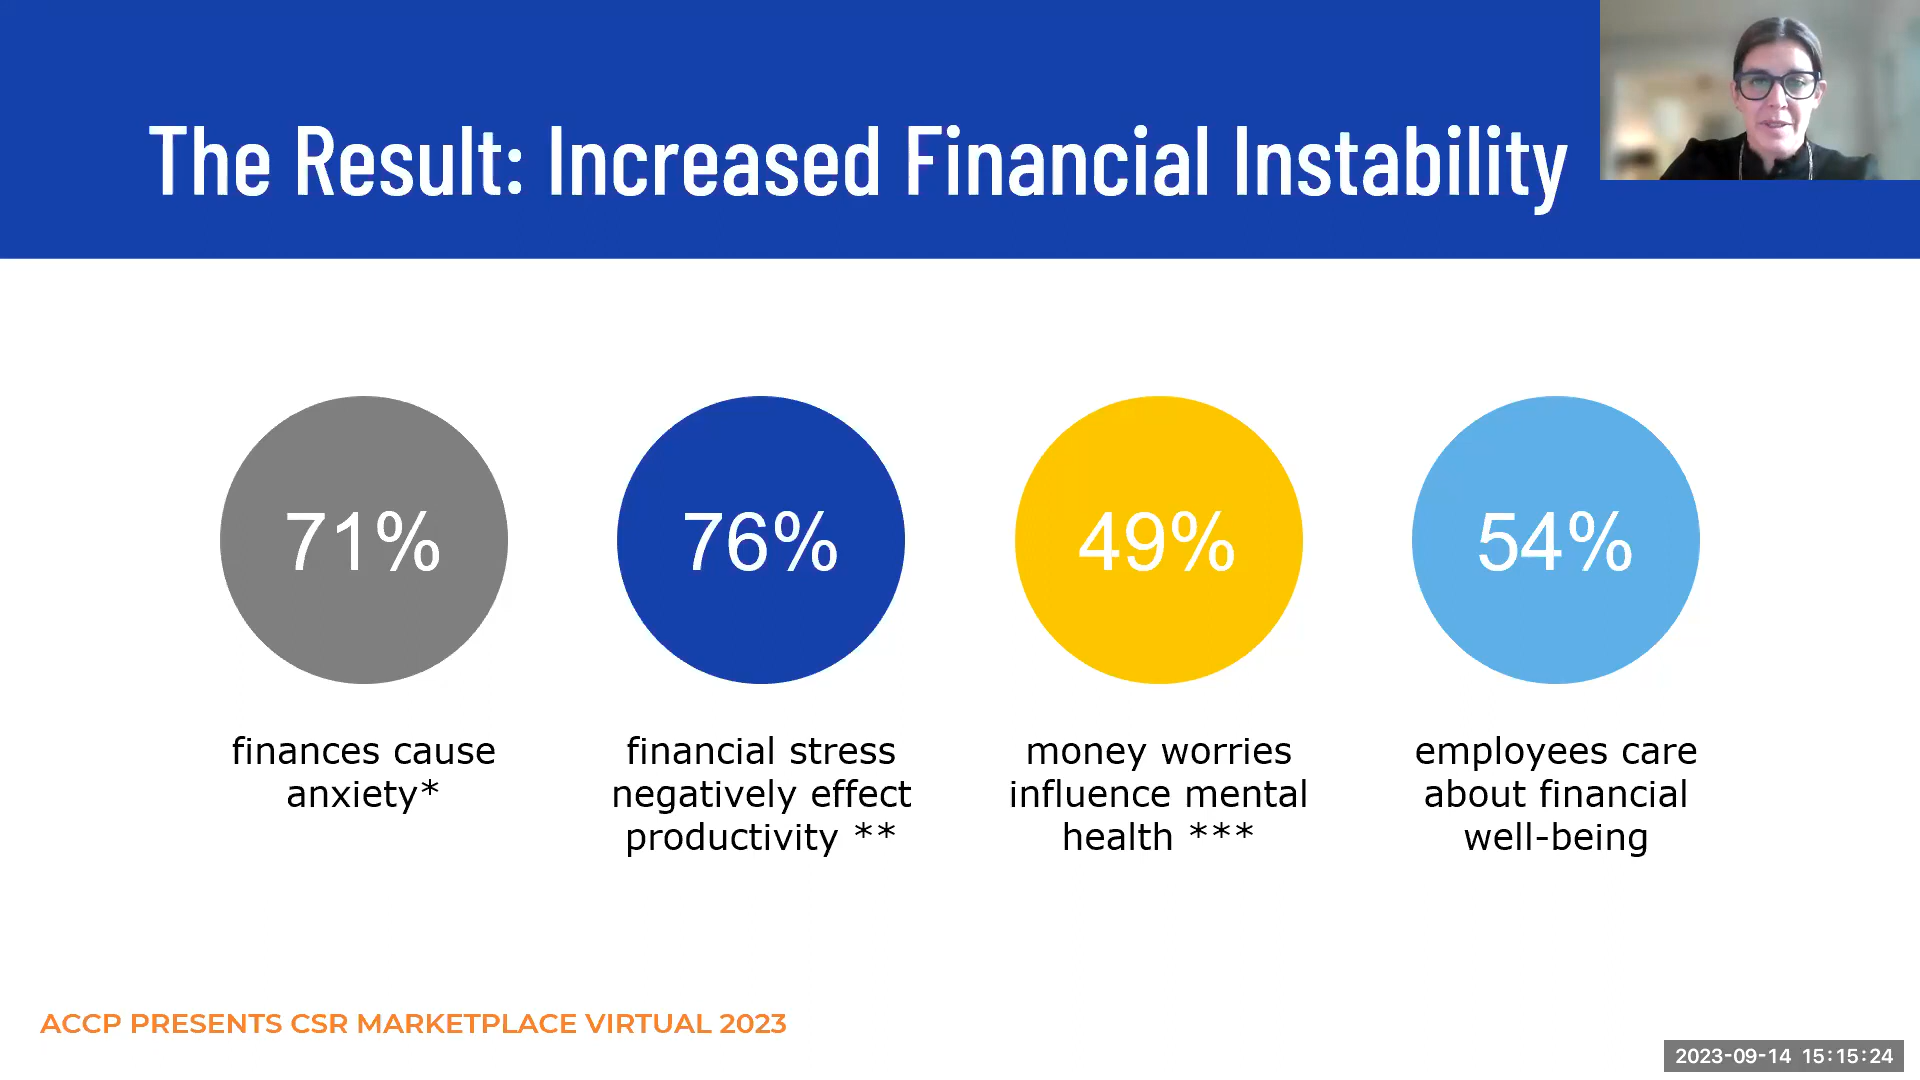 The Result: Increased Financial Instability
71%
76%
49%
54%
finances cause
anxiety*
financial stress
negatively effect
productivity **
money worries
influence mental
health ***
employees care
about financial
well-being
ACCP PRESENTS CSR MARKETPLACE VIRTUAL 2023
2023-09-14 15:15:24